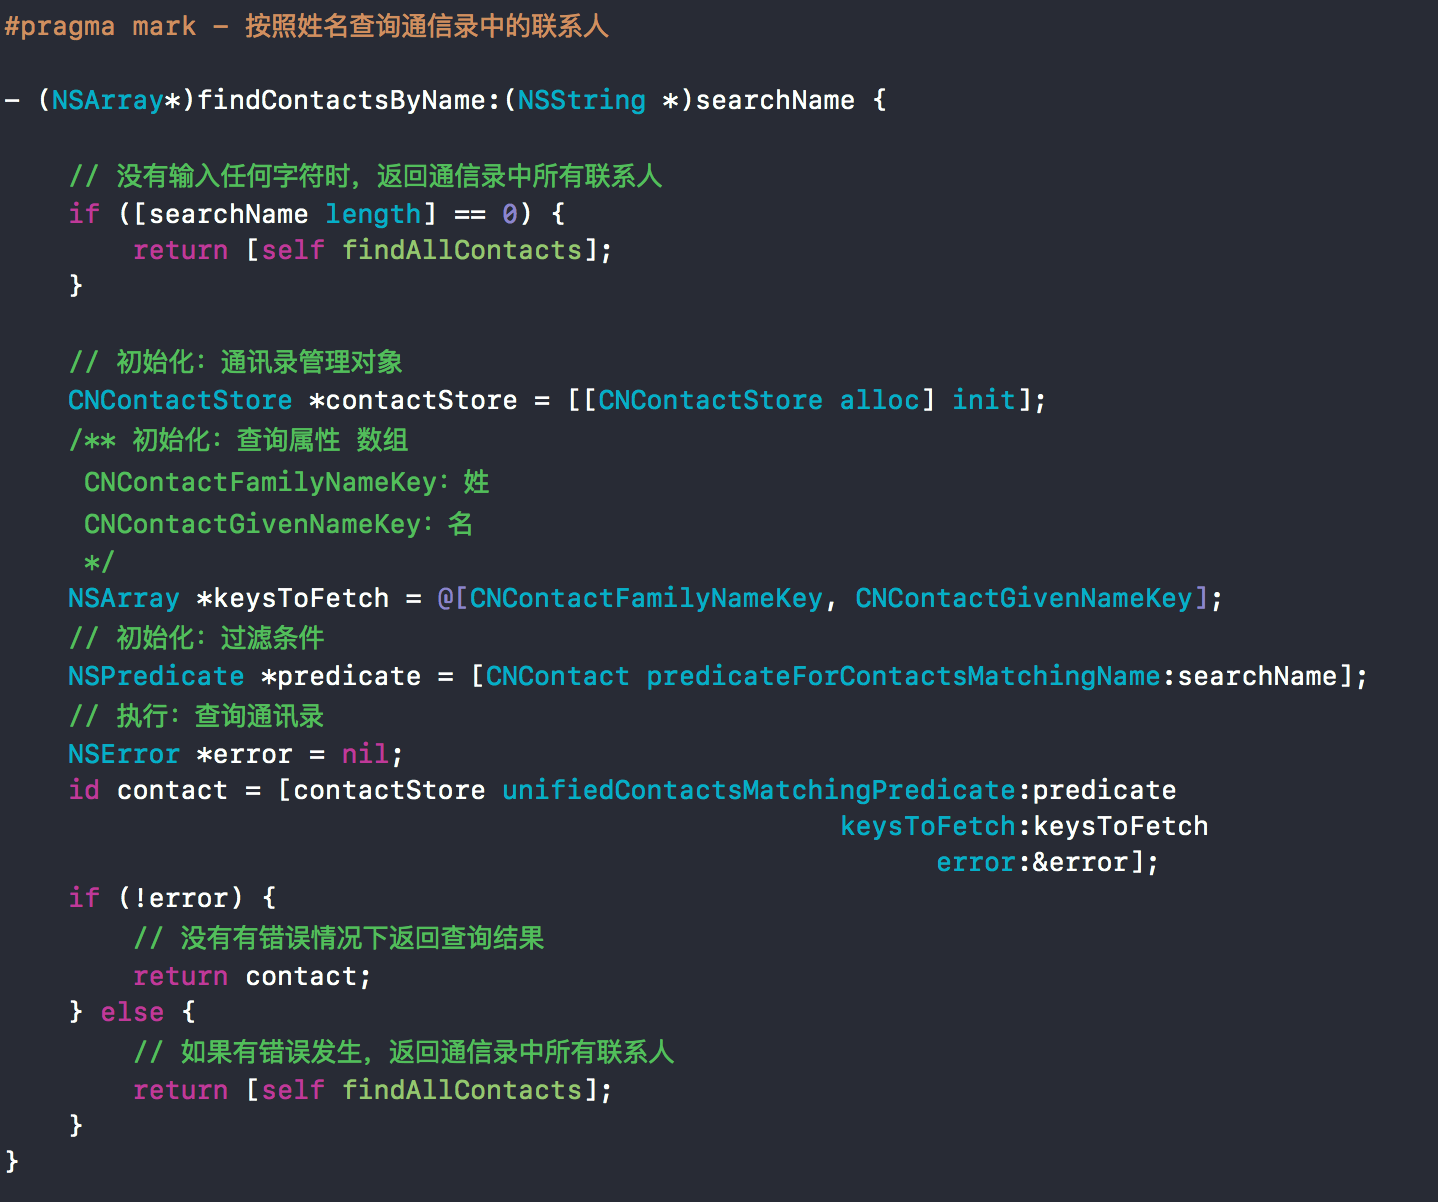 #pragma mark - 按照姓名查询通信录中的联系人
- (NSArray*)findContactsByName:(NSString *)searchName {
// 没有输入任何字符时，返回通信录中所有联系人
if ([searchName length] == 0) {
return [self findAllContacts];
}
// 初始化：通讯录管理对象
CNContactStore *contactStore = [[CNContactStore alloc] init];
/** 初始化：查询属性 数组
CNContactFamilyNameKey：姓
CNContactGivenNameKey：名
*/
NSArray *keysToFetch = @[CNContactFamilyNameKey, CNContactGivenNameKey];
// 初始化：过滤条件
NSPredicate *predicate = [CNContact predicateForContactsMatchingName:searchName];
// 执行：查询通讯录
NSError *error = nil;
id contact = [contactStore unifiedContactsMatchingPredicate:predicate
keysToFetch:keysToFetch
error:&error];
if (!error) {
// 没有有错误情况下返回查询结果
return contact;
} else {
// 如果有错误发生，返回通信录中所有联系人
return [self findAllContacts];
}
}